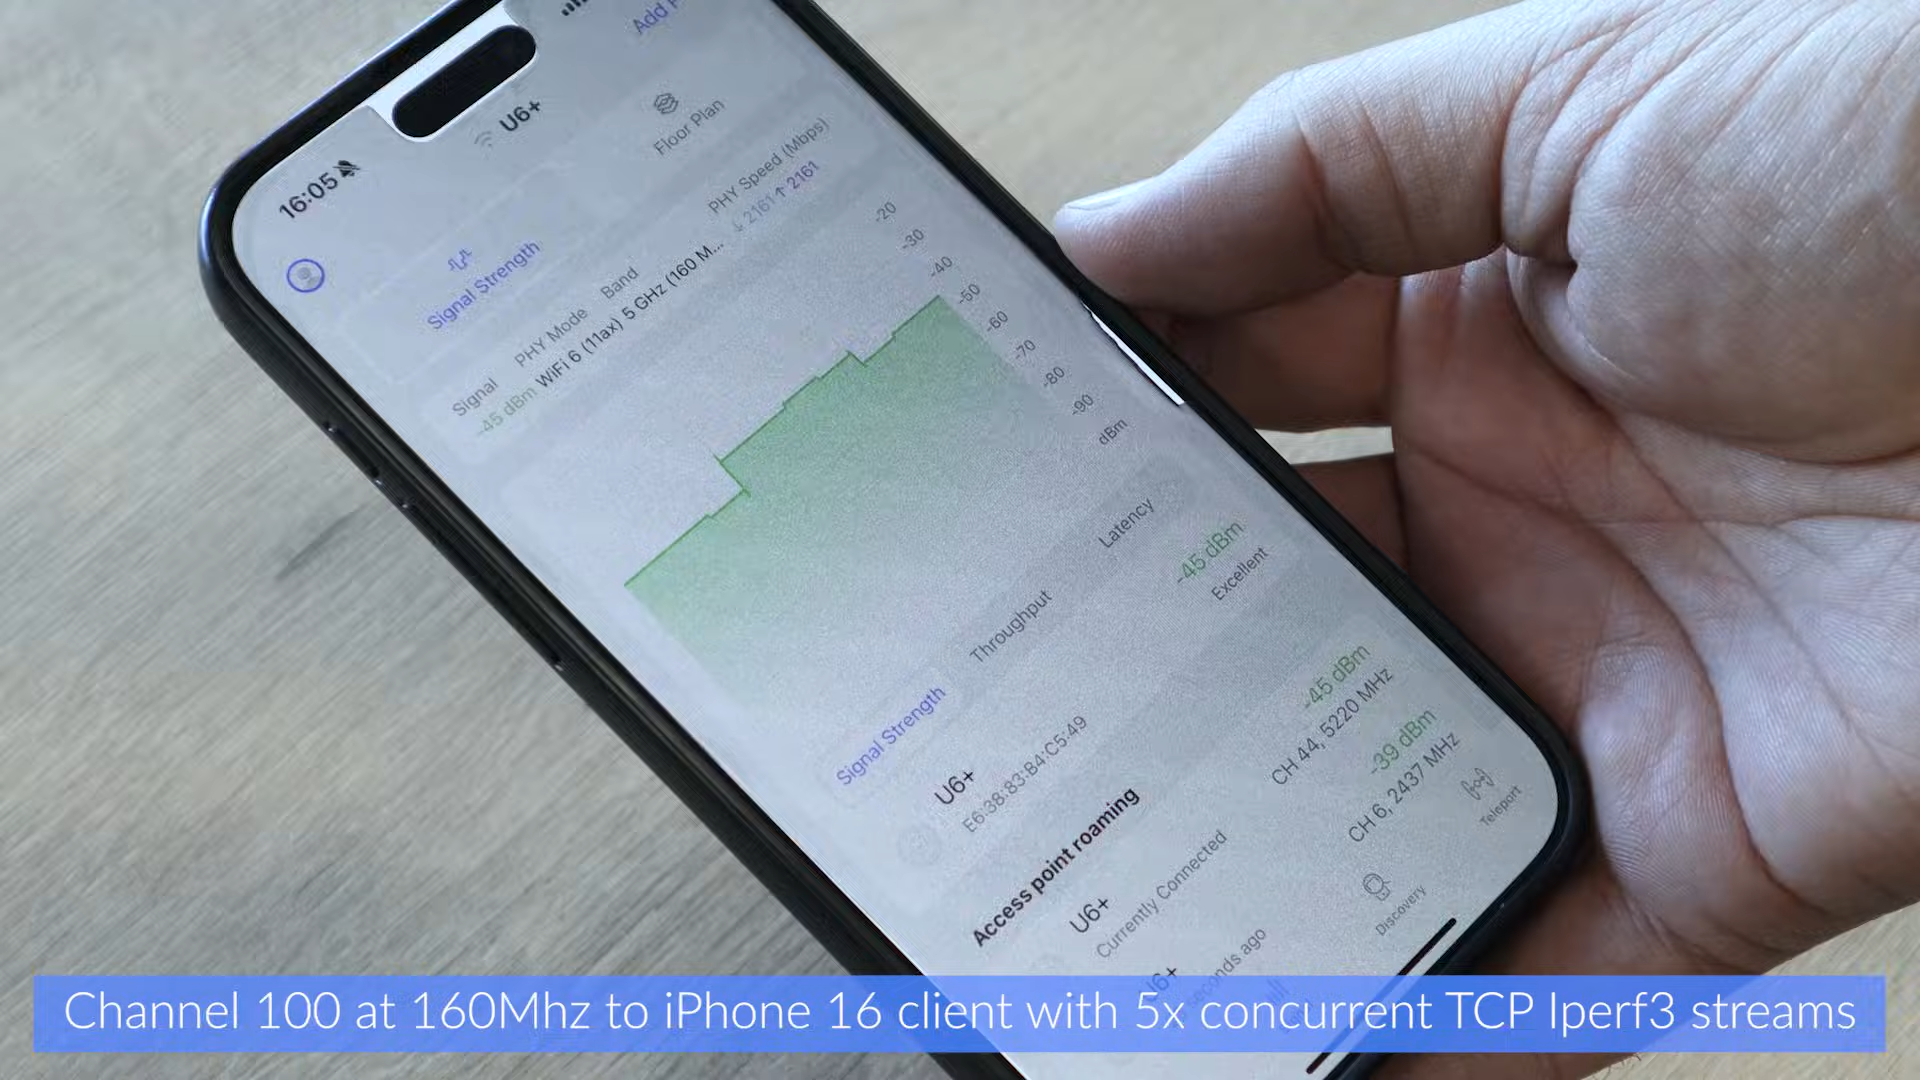 16:05
U6+
Add
Signal Strength
Floor Plan
Signal
PHY Mode
Band
PHY Speed (Mbps)
-45 dBm
WiFi 6 (11ax)
5 GHz (160 M...
↓ 2161 ↑ 2161
-20
-30
-40
-50
-60
-70
-80
-90
dBm
Signal Strength
Throughput
Latency
U6+
E6:38:83:B4:C5:49
-45 dBm
Excellent
Access point roaming
U6+
Currently Connected
-45 dBm
CH 44, 5220 MHz
U6+
seconds ago
-39 dBm
CH 6, 2437 MHz
Discovery
Teleport
Channel 100 at 160Mhz to iPhone 16 client with 5x concurrent TCP Iperf3 streams